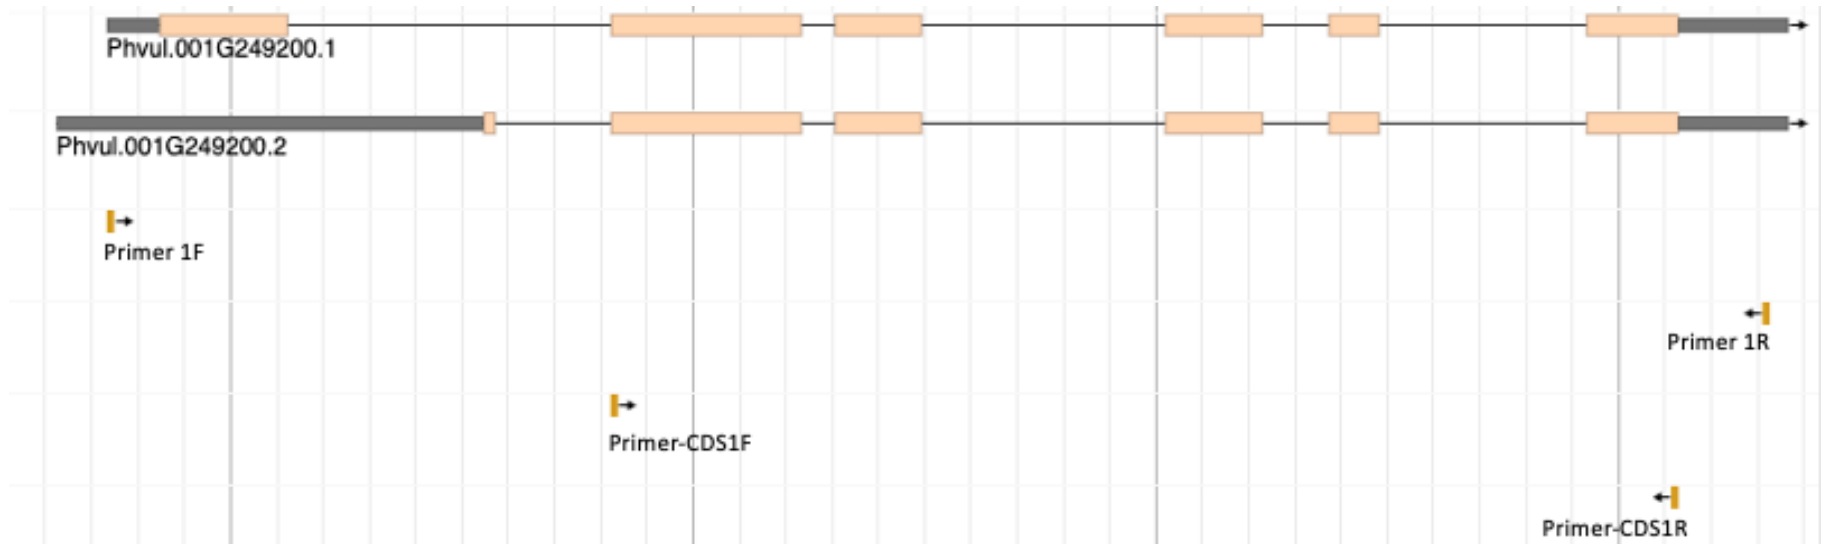 Phvul.001G249200.1
Phvul.001G249200.2
Primer 1F
Primer 1R
Primer-CDS1F
Primer-CDS1R